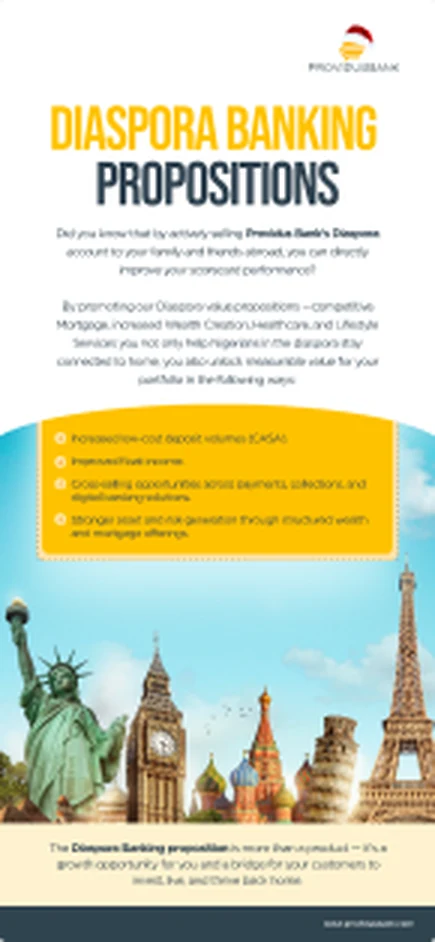 PROVIDUSBANK
DIASPORA BANKING
PROPOSITIONS
Did you know that by actively selling Providus Bank's Diaspora
account to your family and friends abroad, you can directly
improve your scorecard performance?
By promoting our Diaspora value propositions — competitive
Mortgage, increased Wealth Creation, Healthcare, and Lifestyle
Services you not only help Nigerians in the diaspora stay
connected to home, you also unlock measurable value for your
portfolio in the following ways:
Increased low-cost deposit volumes (CASA).
Improved float income.
Cross-selling opportunities across payments, collections, and
digital banking solutions.
Stronger asset and risk generation through structured wealth
and mortgage offerings.
The Diaspora Banking proposition is more than a product — it's a
growth opportunity for you and a bridge for your customers to
invest, live, and thrive back home.